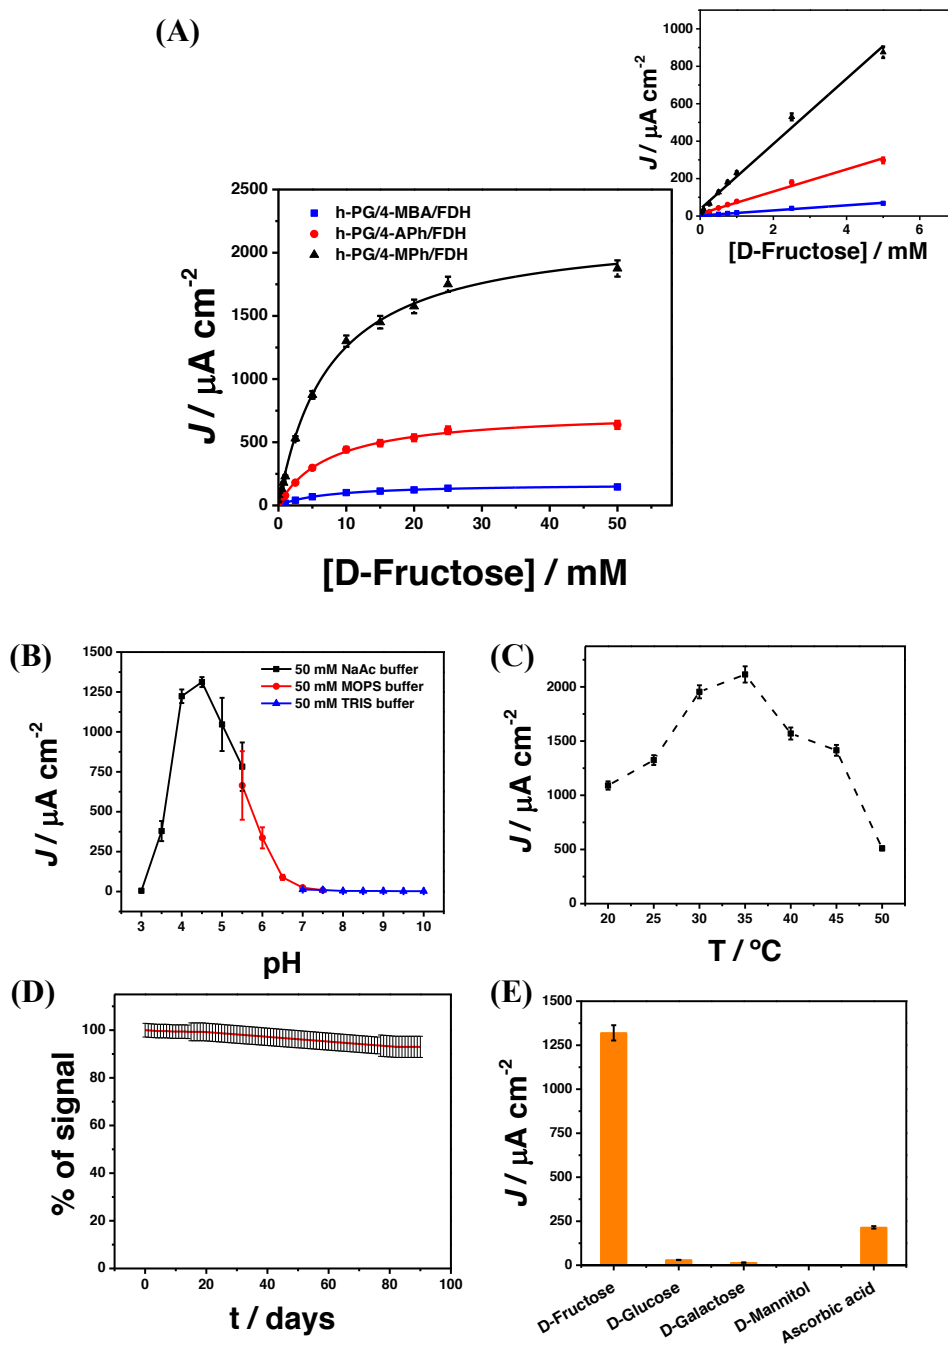 (A)
J / µA cm-2
1000
800
600
400
200
0
0
2
4
6
[D-Fructose] / mM
J / µA cm-2
2500
2000
1500
1000
500
0
h-PG/4-MBA/FDH
h-PG/4-APh/FDH
h-PG/4-MPh/FDH
0
10
20
30
40
50
[D-Fructose] / mM
(B)
J / µA cm-2
1500
1250
1000
750
500
250
0
50 mM NaAc buffer
50 mM MOPS buffer
50 mM TRIS buffer
3
4
5
6
7
8
9
10
pH
(C)
J / µA cm-2
2000
1500
1000
500
0
20
25
30
35
40
45
50
T / ºC
(D)
% of signal
100
80
60
40
20
0
0
20
40
60
80
100
t / days
(E)
J / µA cm-2
1500
1250
1000
750
500
250
0
D-Fructose
D-Glucose
D-Galactose
D-Mannitol
Ascorbic acid